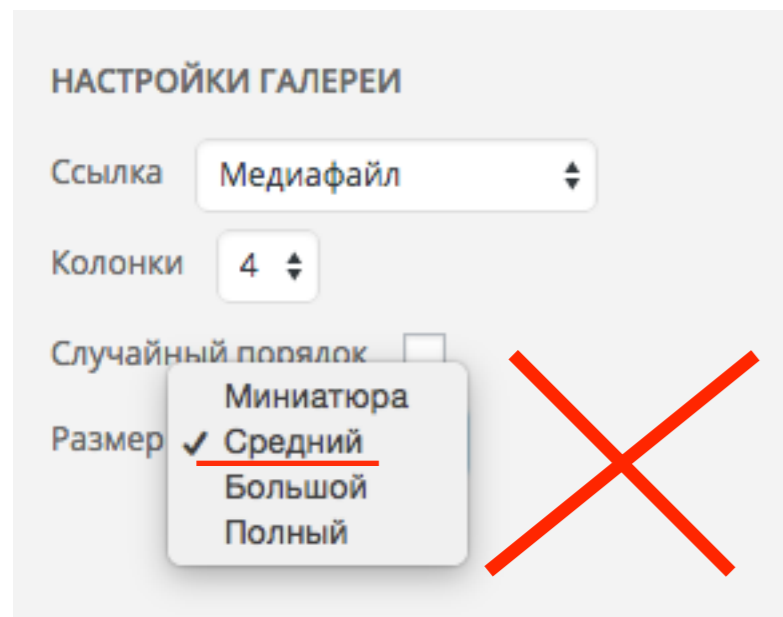 НАСТРОЙКИ ГАЛЕРЕИ
Ссылка Медиафайл
Колонки 4
Случайный порядок
Миниатюра
Размер ✓ Средний
Большой
Полный